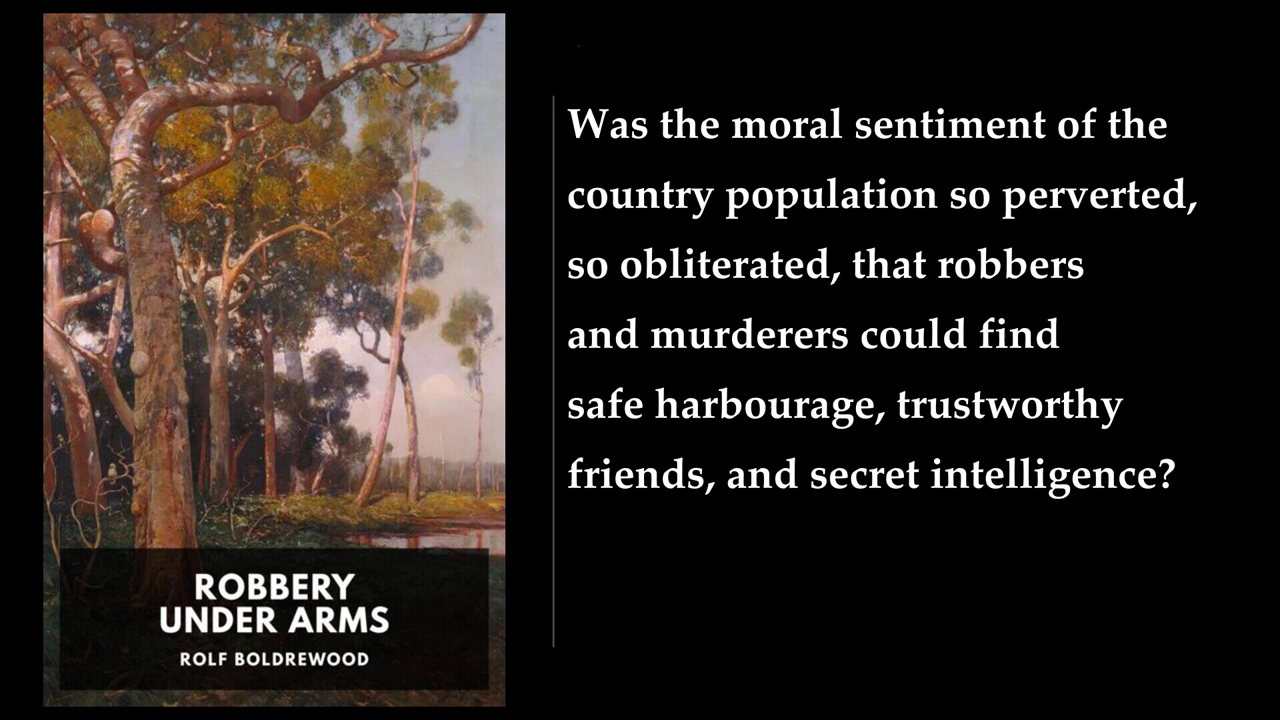 Was the moral sentiment of the
country population so perverted,
so obliterated, that robbers
and murderers could find
safe harbourage, trustworthy
friends, and secret intelligence?
ROBBERY
UNDER ARMS
ROLF BOLDREWOOD